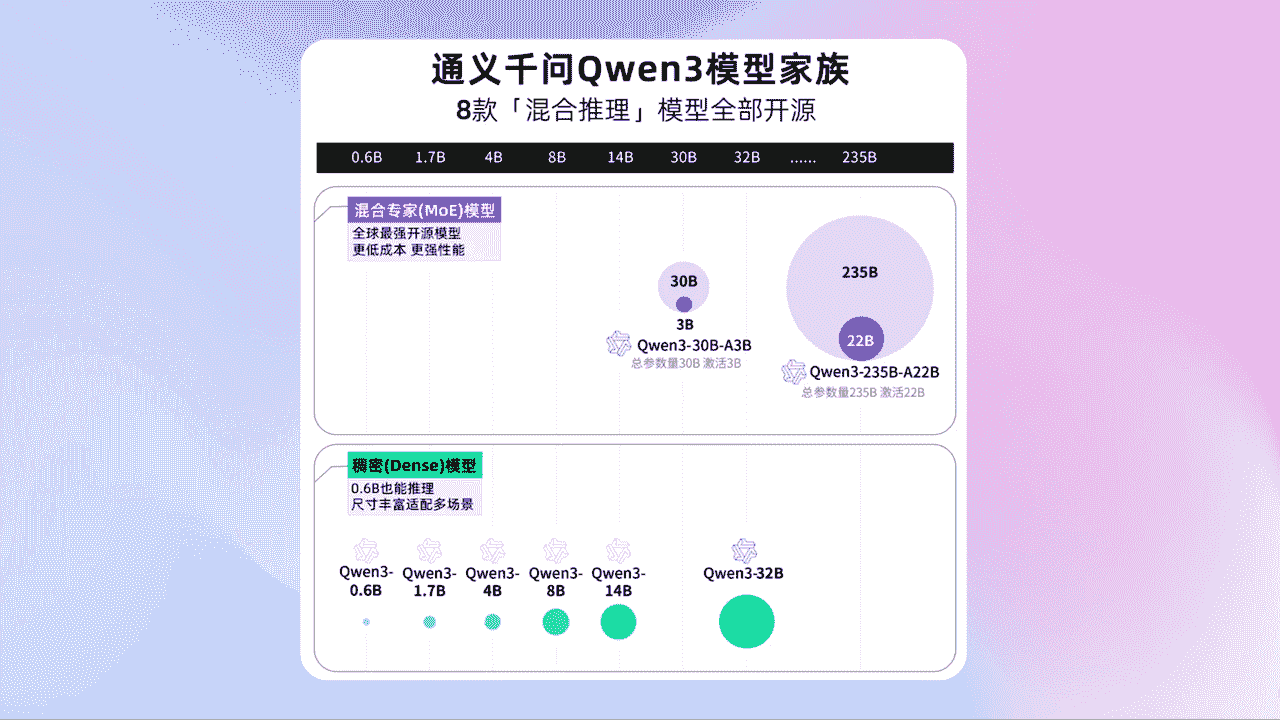 通义千问Qwen3模型家族
8款「混合推理」模型全部开源
0.6B 1.7B 4B 8B 14B 30B 32B …… 235B
混合专家(MoE)模型
全球最强开源模型
更低成本 更强性能
30B
3B
Qwen3-30B-A3B
总参数量30B 激活3B
235B
22B
Qwen3-235B-A22B
总参数量235B 激活22B
稠密(Dense)模型
0.6B也能推理
尺寸丰富适配多场景
Qwen3-
0.6B
Qwen3-
1.7B
Qwen3-
4B
Qwen3-
8B
Qwen3-
14B
Qwen3-32B